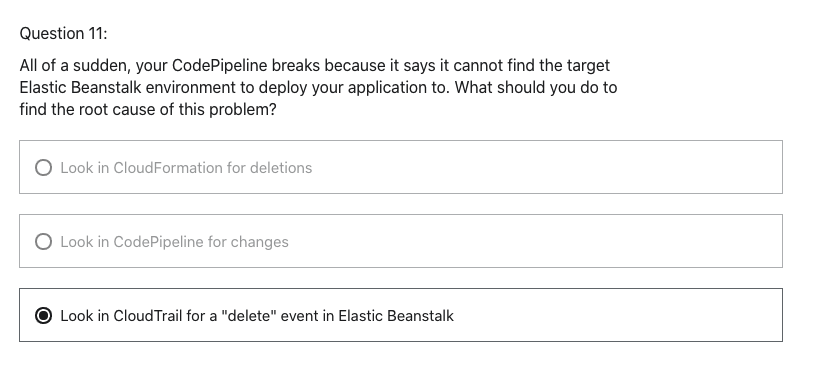 Question 11:
All of a sudden, your CodePipeline breaks because it says it cannot find the target
Elastic Beanstalk environment to deploy your application to. What should you do to
find the root cause of this problem?
Look in CloudFormation for deletions
Look in CodePipeline for changes
Look in CloudTrail for a "delete" event in Elastic Beanstalk